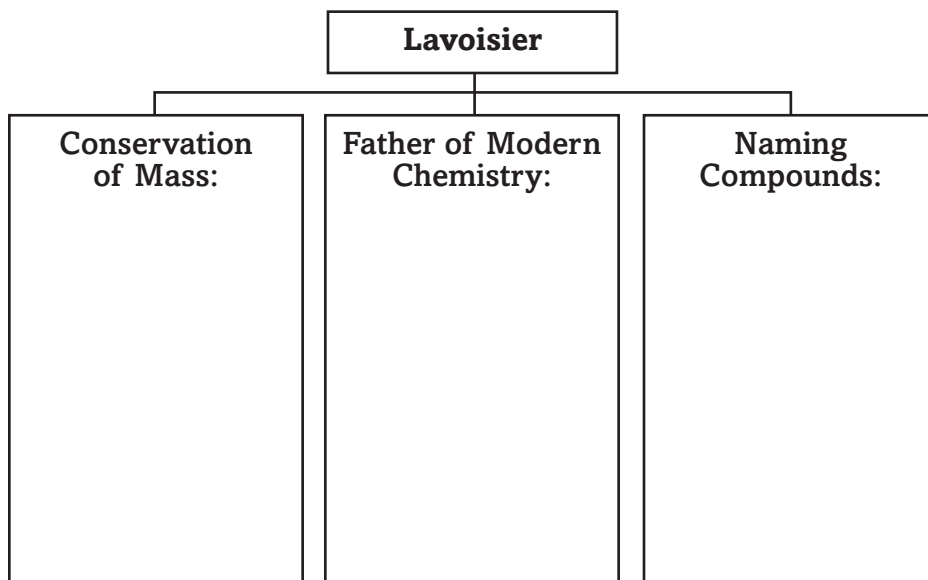 Lavoisier
Conservation
of Mass:
Father of Modern
Chemistry:
Naming
Compounds: